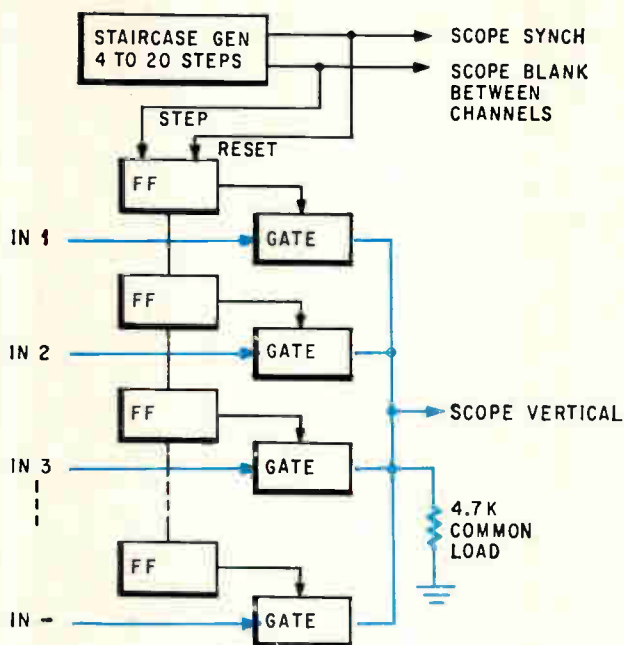 STAIRCASE GEN
4 TO 20 STEPS
SCOPE SYNCH
SCOPE BLANK
BETWEEN
CHANNELS
STEP
RESET
FF
IN 1
GATE
FF
IN 2
GATE
SCOPE VERTICAL
FF
IN 3
GATE
4.7K
COMMON
LOAD
FF
IN -
GATE